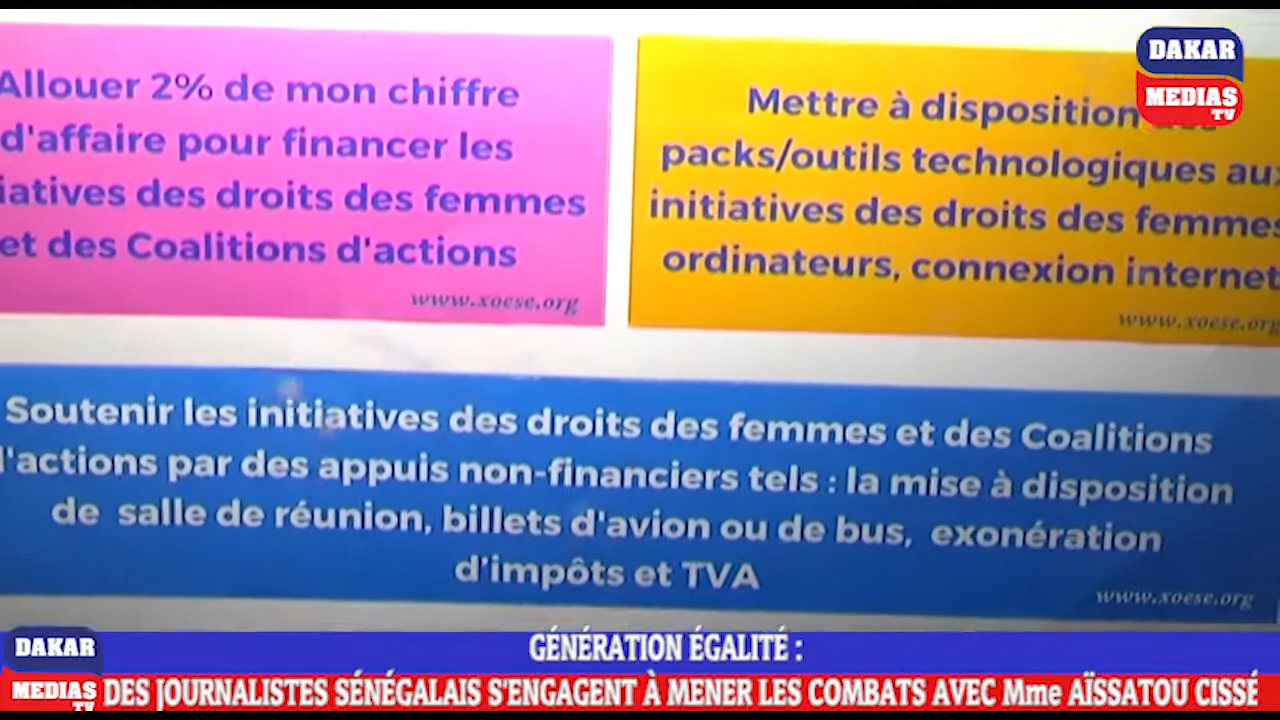 Allouer 2% de mon chiffre
d'affaire pour financer les
iatives des droits des femmes
et des Coalitions d'actions
www.xoese.org
Mettre à disposition
packs/outils technologiques aux
initiatives des droits des femmes
ordinateurs, connexion internet
www.xoese.org
DAKAR
MEDIAS
TV
Soutenir les initiatives des droits des femmes et des Coalitions
d'actions par des appuis non-financiers tels : la mise à disposition
de salle de réunion, billets d'avion ou de bus, exonération
d'impôts et TVA
www.xoese.org
GÉNÉRATION ÉGALITÉ :
DAKAR
MEDIAS
TV
DES JOURNALISTES SÉNÉGALAIS S'ENGAGENT À MENER LES COMBATS AVEC Mme AÏSSATOU CISSÉ